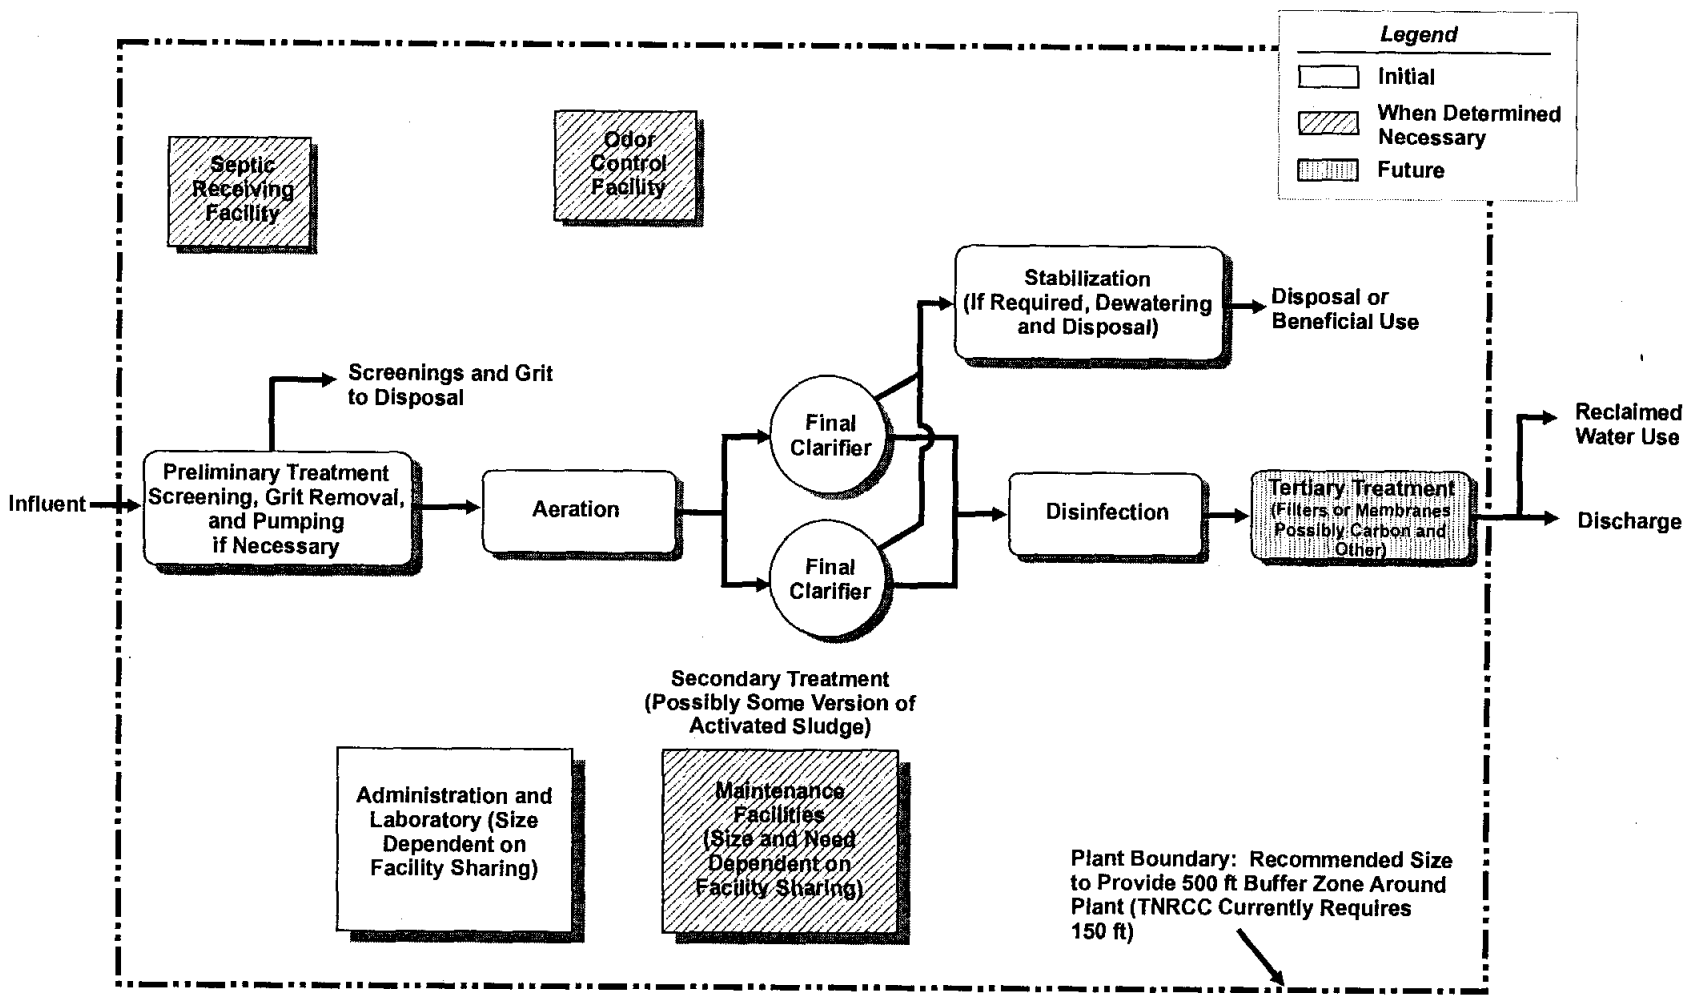 Legend
Initial
When Determined
Necessary
Future
Septic
Receiving
Facility
Odor
Control
Facility
Stabilization
(If Required, Dewatering
and Disposal)
Disposal or
Beneficial Use
Screenings and Grit
to Disposal
Reclaimed
Water Use
Influent
Preliminary Treatment
Screening, Grit Removal,
and Pumping
if Necessary
Aeration
Final
Clarifier
Final
Clarifier
Disinfection
Tertiary Treatment
(Filters or Membranes
Possibly Carbon and
Other)
Discharge
Secondary Treatment
(Possibly Some Version of
Activated Sludge)
Administration and
Laboratory (Size
Dependent on
Facility Sharing)
Maintenance
Facilities
(Size and Need
Dependent on
Facility Sharing)
Plant Boundary: Recommended Size
to Provide 500 ft Buffer Zone Around
Plant (TNRCC Currently Requires
150 ft)